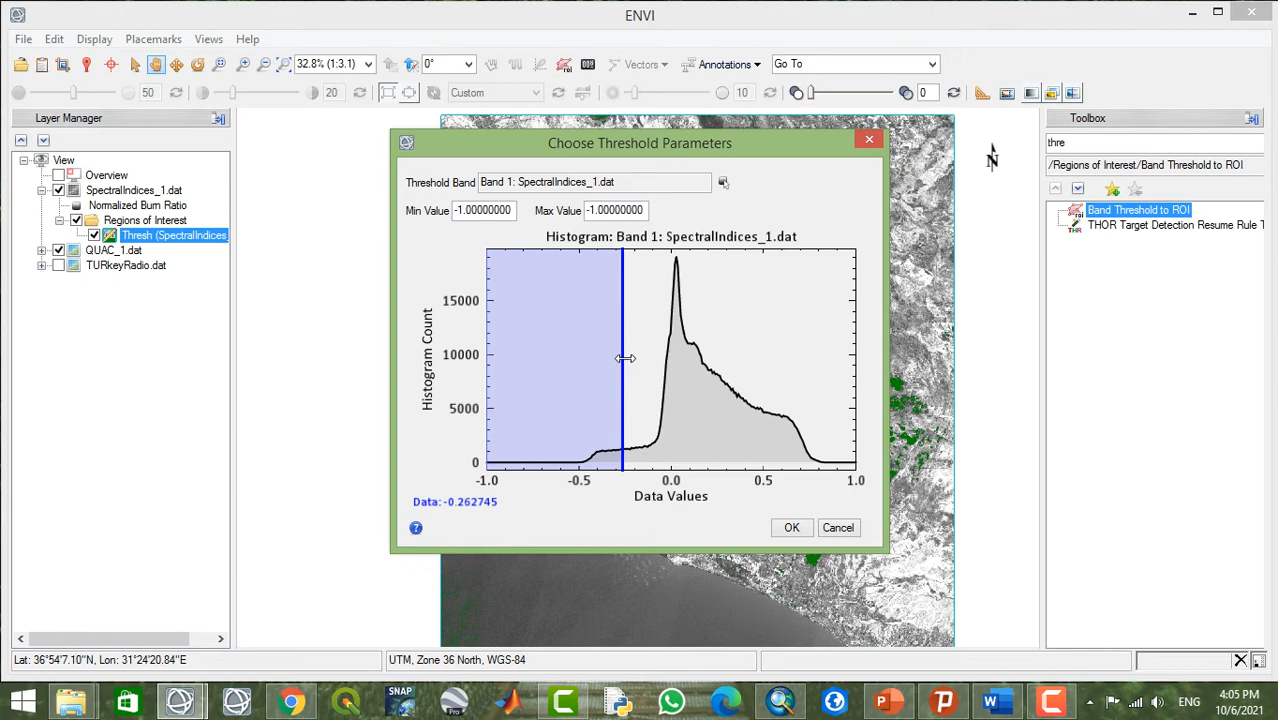 ENVI
File Edit Display Placemarks Views Help
32.8% (1:3.1) 0° Vectors Annotations Go To
50 20 Custom 10 0
Layer Manager
View
Overview
SpectralIndices_1.dat
Normalized Burn Ratio
Regions of Interest
Thresh (SpectralIndices_
QUAC_1.dat
TURkeyRadio.dat
Choose Threshold Parameters
Threshold Band Band 1: SpectralIndices_1.dat
Min Value -1.00000000 Max Value -1.00000000
Histogram: Band 1: SpectralIndices_1.dat
Histogram Count
15000
10000
5000
0
-1.0 -0.5 0.0 0.5 1.0
Data Values
Data:-0.262745
OK Cancel
N
Toolbox
thre
/Regions of Interest/Band Threshold to ROI
Band Threshold to ROI
THOR Target Detection Resume Rule T
Lat: 36°54'7.10"N, Lon: 31°24'20.84"E UTM, Zone 36 North, WGS-84
SNAP
Pro
ENG
4:05 PM
10/6/2021